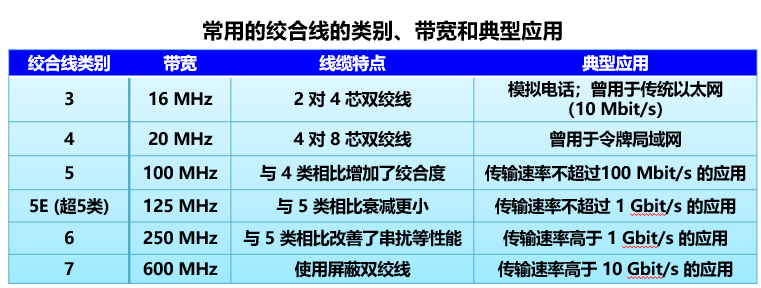 常用的绞合线的类别、带宽和典型应用
绞合线类别 带宽 线缆特点 典型应用
3 16 MHz 2 对 4 芯双绞线 模拟电话；曾用于传统以太网
(10 Mbit/s)
4 20 MHz 4 对 8 芯双绞线 曾用于令牌局域网
5 100 MHz 与 4 类相比增加了绞合度 传输速率不超过100 Mbit/s 的应用
5E (超5类) 125 MHz 与 5 类相比衰减更小 传输速率不超过 1 Gbit/s 的应用
6 250 MHz 与 5 类相比改善了串扰等性能 传输速率高于 1 Gbit/s 的应用
7 600 MHz 使用屏蔽双绞线 传输速率高于 10 Gbit/s 的应用